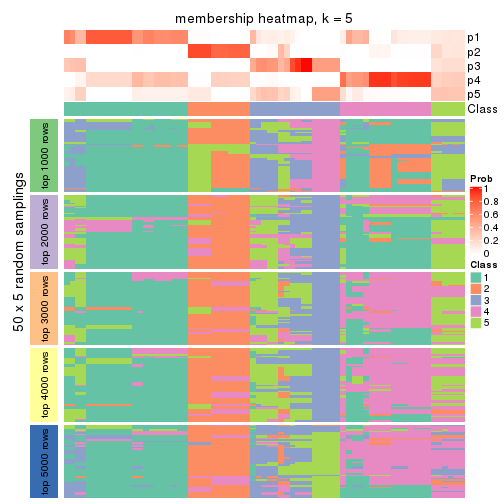 membership heatmap, k = 5
p1
p2
p3
p4
p5
Class
50 x 5 random samplings
top 1000 rows
top 2000 rows
top 3000 rows
top 4000 rows
top 5000 rows
Prob
1
0.8
0.6
0.4
0.2
0
Class
1
2
3
4
5